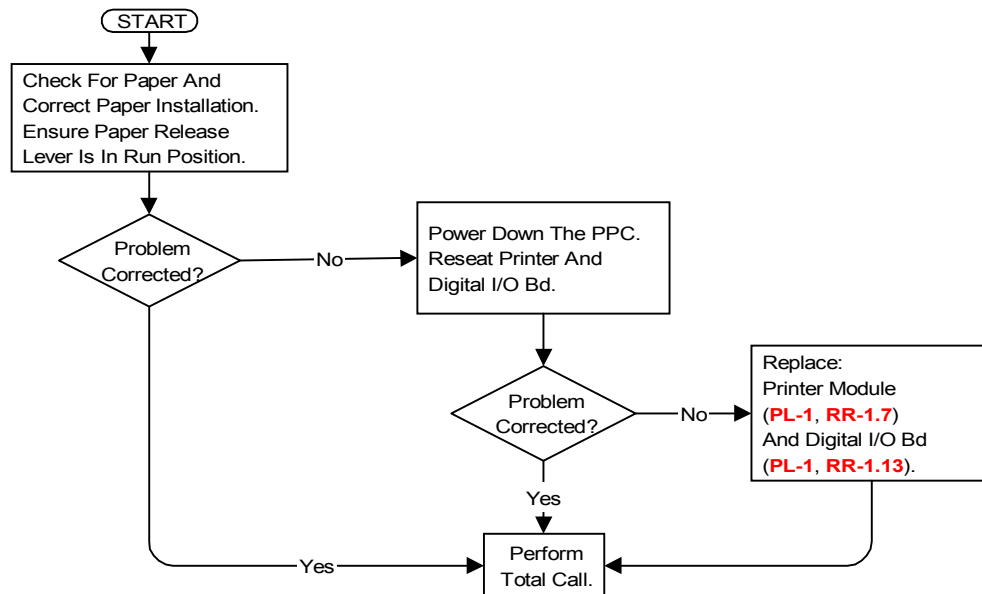 START
Check For Paper And
Correct Paper Installation.
Ensure Paper Release
Lever Is In Run Position.
Problem
Corrected?
No
Power Down The PPC.
Reseat Printer And
Digital I/O Bd.
Problem
Corrected?
No
Replace:
Printer Module
(PL-1, RR-1.7)
And Digital I/O Bd
(PL-1, RR-1.13).
Yes
Yes
Perform
Total Call.